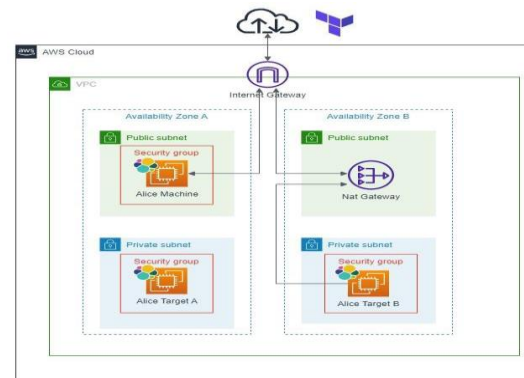 aws
AWS Cloud
VPC
Internet Gateway
Availability Zone A
Availability Zone B
Public subnet
Public subnet
Security group
Alice Machine
Nat Gateway
Private subnet
Private subnet
Security group
Security group
Alice Target A
Alice Target B